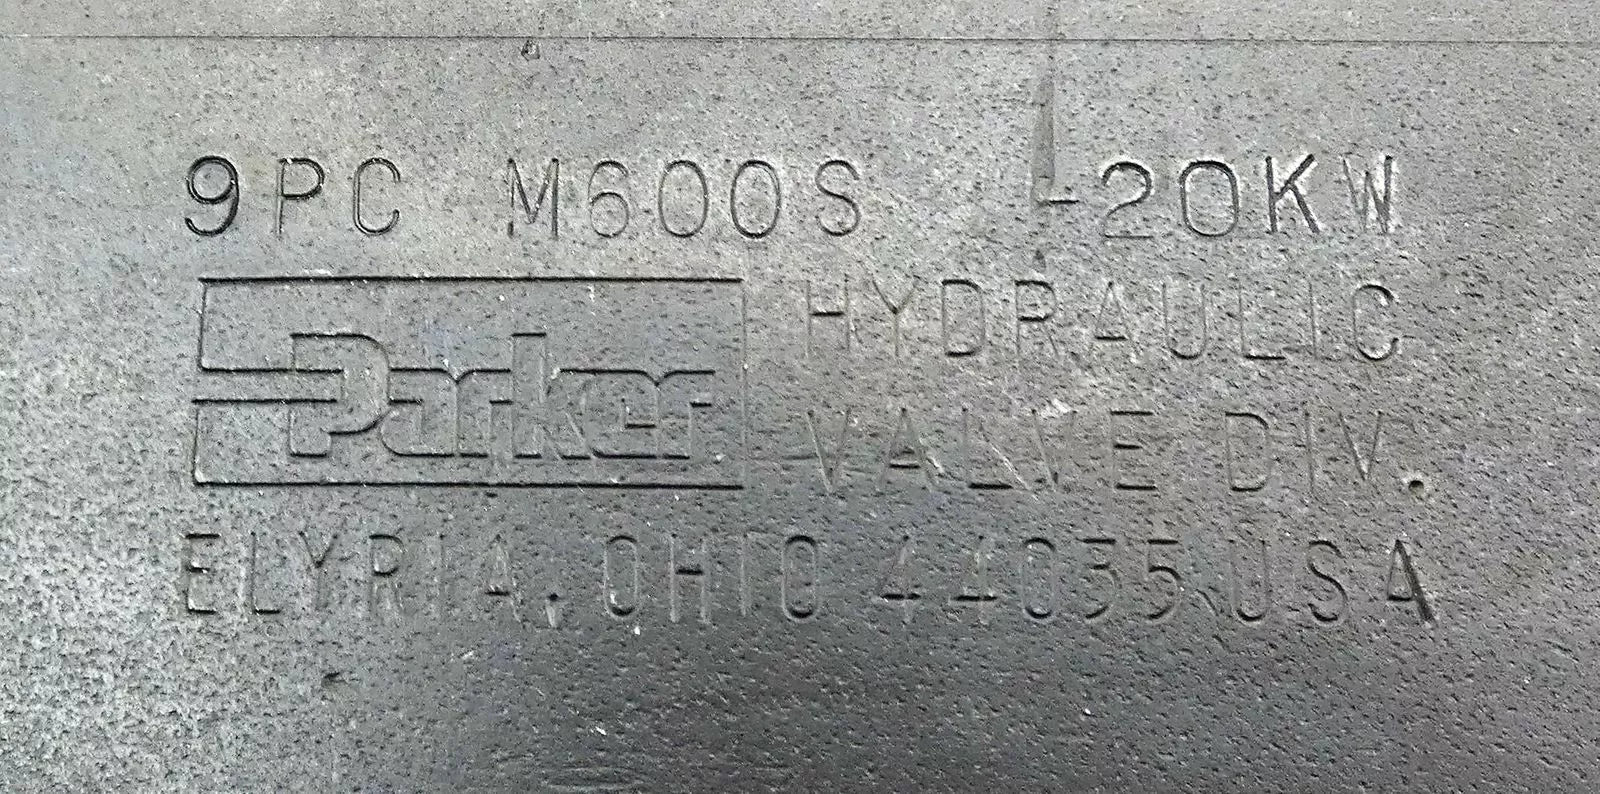 9PC M600S -20KW
Parker HYDRAULIC
VALVE DIV.
ELYRIA, OHIO 44035 USA